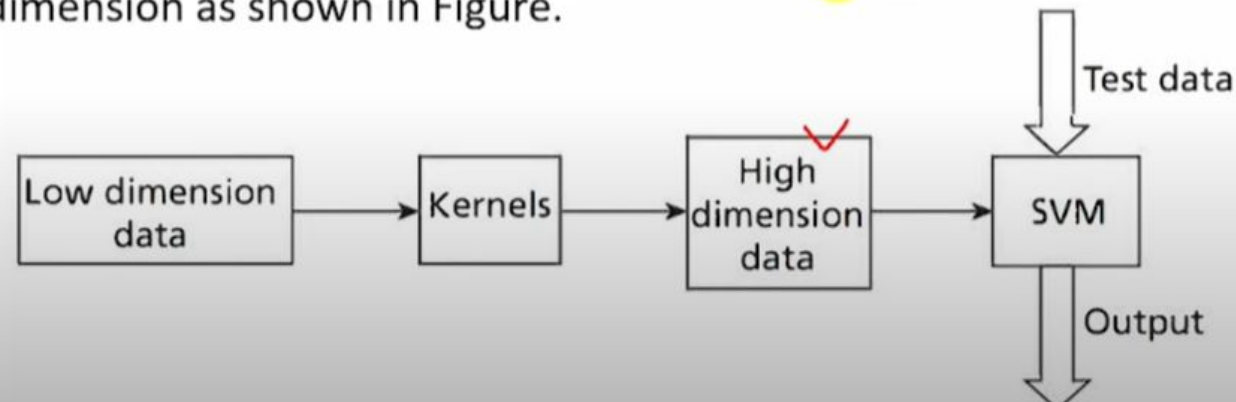 dimension as shown in Figure.
Test data
Low dimension
data
Kernels
High
dimension
data
SVM
Output